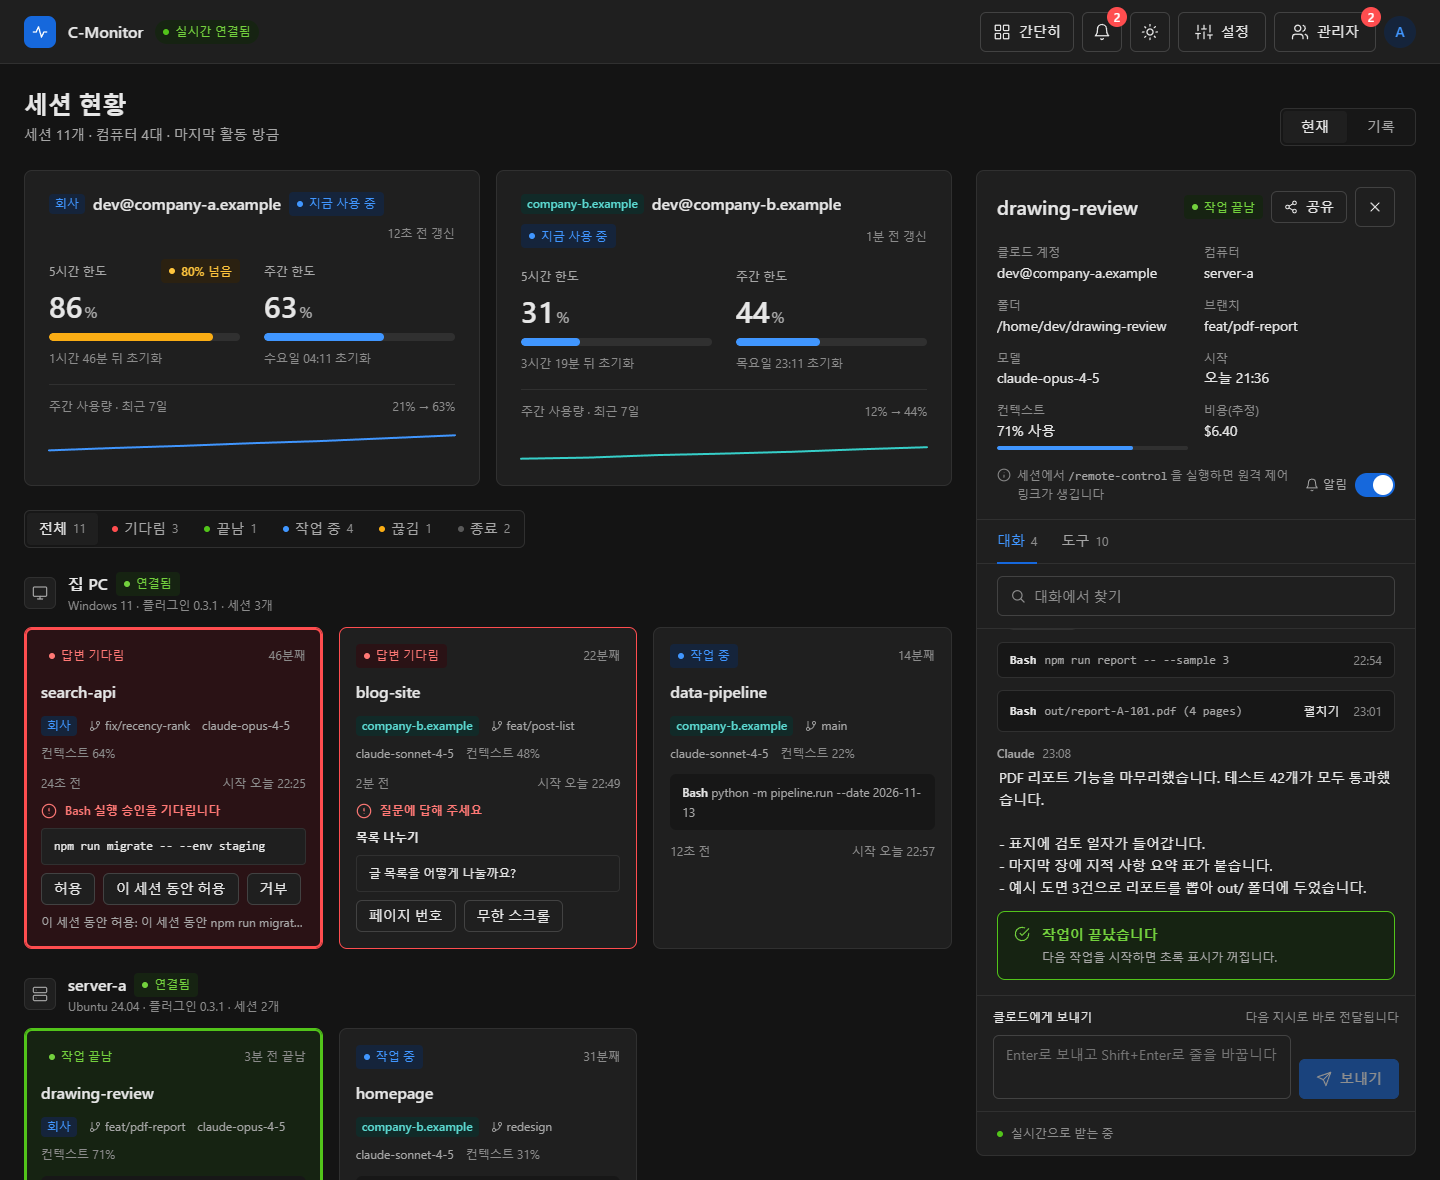 C-Monitor
실시간 연결됨
간단히
2
설정
관리자
2
A
세션 현황
세션 11개 · 컴퓨터 4대 · 마지막 활동 방금
현재
기록
회사
dev@company-a.example
지금 사용 중
12초 전 갱신
5시간 한도
80% 넘음
86%
1시간 46분 뒤 초기화
주간 한도
63%
수요일 04:11 초기화
주간 사용량 · 최근 7일
21% → 63%
company-b.example
dev@company-b.example
지금 사용 중
1분 전 갱신
5시간 한도
31%
3시간 19분 뒤 초기화
주간 한도
44%
목요일 23:11 초기화
주간 사용량 · 최근 7일
12% → 44%
전체 11
기다림 3
끝남 1
작업 중 4
끊김 1
종료 2
집 PC
연결됨
Windows 11 · 플러그인 0.3.1 · 세션 3개
답변 기다림
46분째
search-api
회사
fix/recency-rank
claude-opus-4-5
컨텍스트 64%
24초 전
시작 오늘 22:25
Bash 실행 승인을 기다립니다
npm run migrate -- --env staging
허용
이 세션 동안 허용
거부
이 세션 동안 허용: 이 세션 동안 npm run migrat...
답변 기다림
22분째
blog-site
company-b.example
feat/post-list
claude-sonnet-4-5
컨텍스트 48%
2분 전
시작 오늘 22:49
질문에 답해 주세요
목록 나누기
글 목록을 어떻게 나눌까요?
페이지 번호
무한 스크롤
작업 중
14분째
data-pipeline
company-b.example
main
claude-sonnet-4-5
컨텍스트 22%
Bash python -m pipeline.run --date 2026-11-
13
12초 전
시작 오늘 22:57
server-a
연결됨
Ubuntu 24.04 · 플러그인 0.3.1 · 세션 2개
작업 끝남
3분 전 끝남
drawing-review
회사
feat/pdf-report
claude-opus-4-5
컨텍스트 71%
작업 중
31분째
homepage
company-b.example
redesign
claude-sonnet-4-5
컨텍스트 31%
drawing-review
작업 끝남
공유
클로드 계정
dev@company-a.example
컴퓨터
server-a
폴더
/home/dev/drawing-review
브랜치
feat/pdf-report
모델
claude-opus-4-5
시작
오늘 21:36
컨텍스트
71% 사용
비용(추정)
$6.40
세션에서 /remote-control 을 실행하면 원격 제어
링크가 생깁니다
알림
대화 4
도구 10
대화에서 찾기
Bash npm run report -- --sample 3
22:54
Bash out/report-A-101.pdf (4 pages)
펼치기
23:01
Claude 23:08
PDF 리포트 기능을 마무리했습니다. 테스트 42개가 모두 통과했
습니다.
- 표지에 검토 일자가 들어갑니다.
- 마지막 장에 지적 사항 요약 표가 붙습니다.
- 예시 도면 3건으로 리포트를 뽑아 out/ 폴더에 두었습니다.
작업이 끝났습니다
다음 작업을 시작하면 초록 표시가 꺼집니다.
클로드에게 보내기
다음 지시로 바로 전달됩니다
Enter로 보내고 Shift+Enter로 줄을 바꿉니다
보내기
실시간으로 받는 중